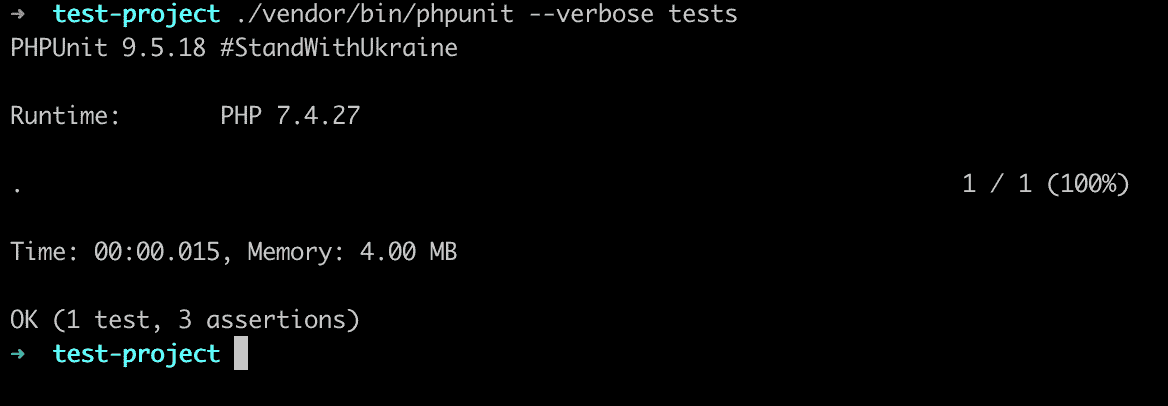 ➜ test-project ./vendor/bin/phpunit --verbose tests
PHPUnit 9.5.18 #StandWithUkraine
Runtime: PHP 7.4.27
. 1 / 1 (100%)
Time: 00:00.015, Memory: 4.00 MB
OK (1 test, 3 assertions)
➜ test-project